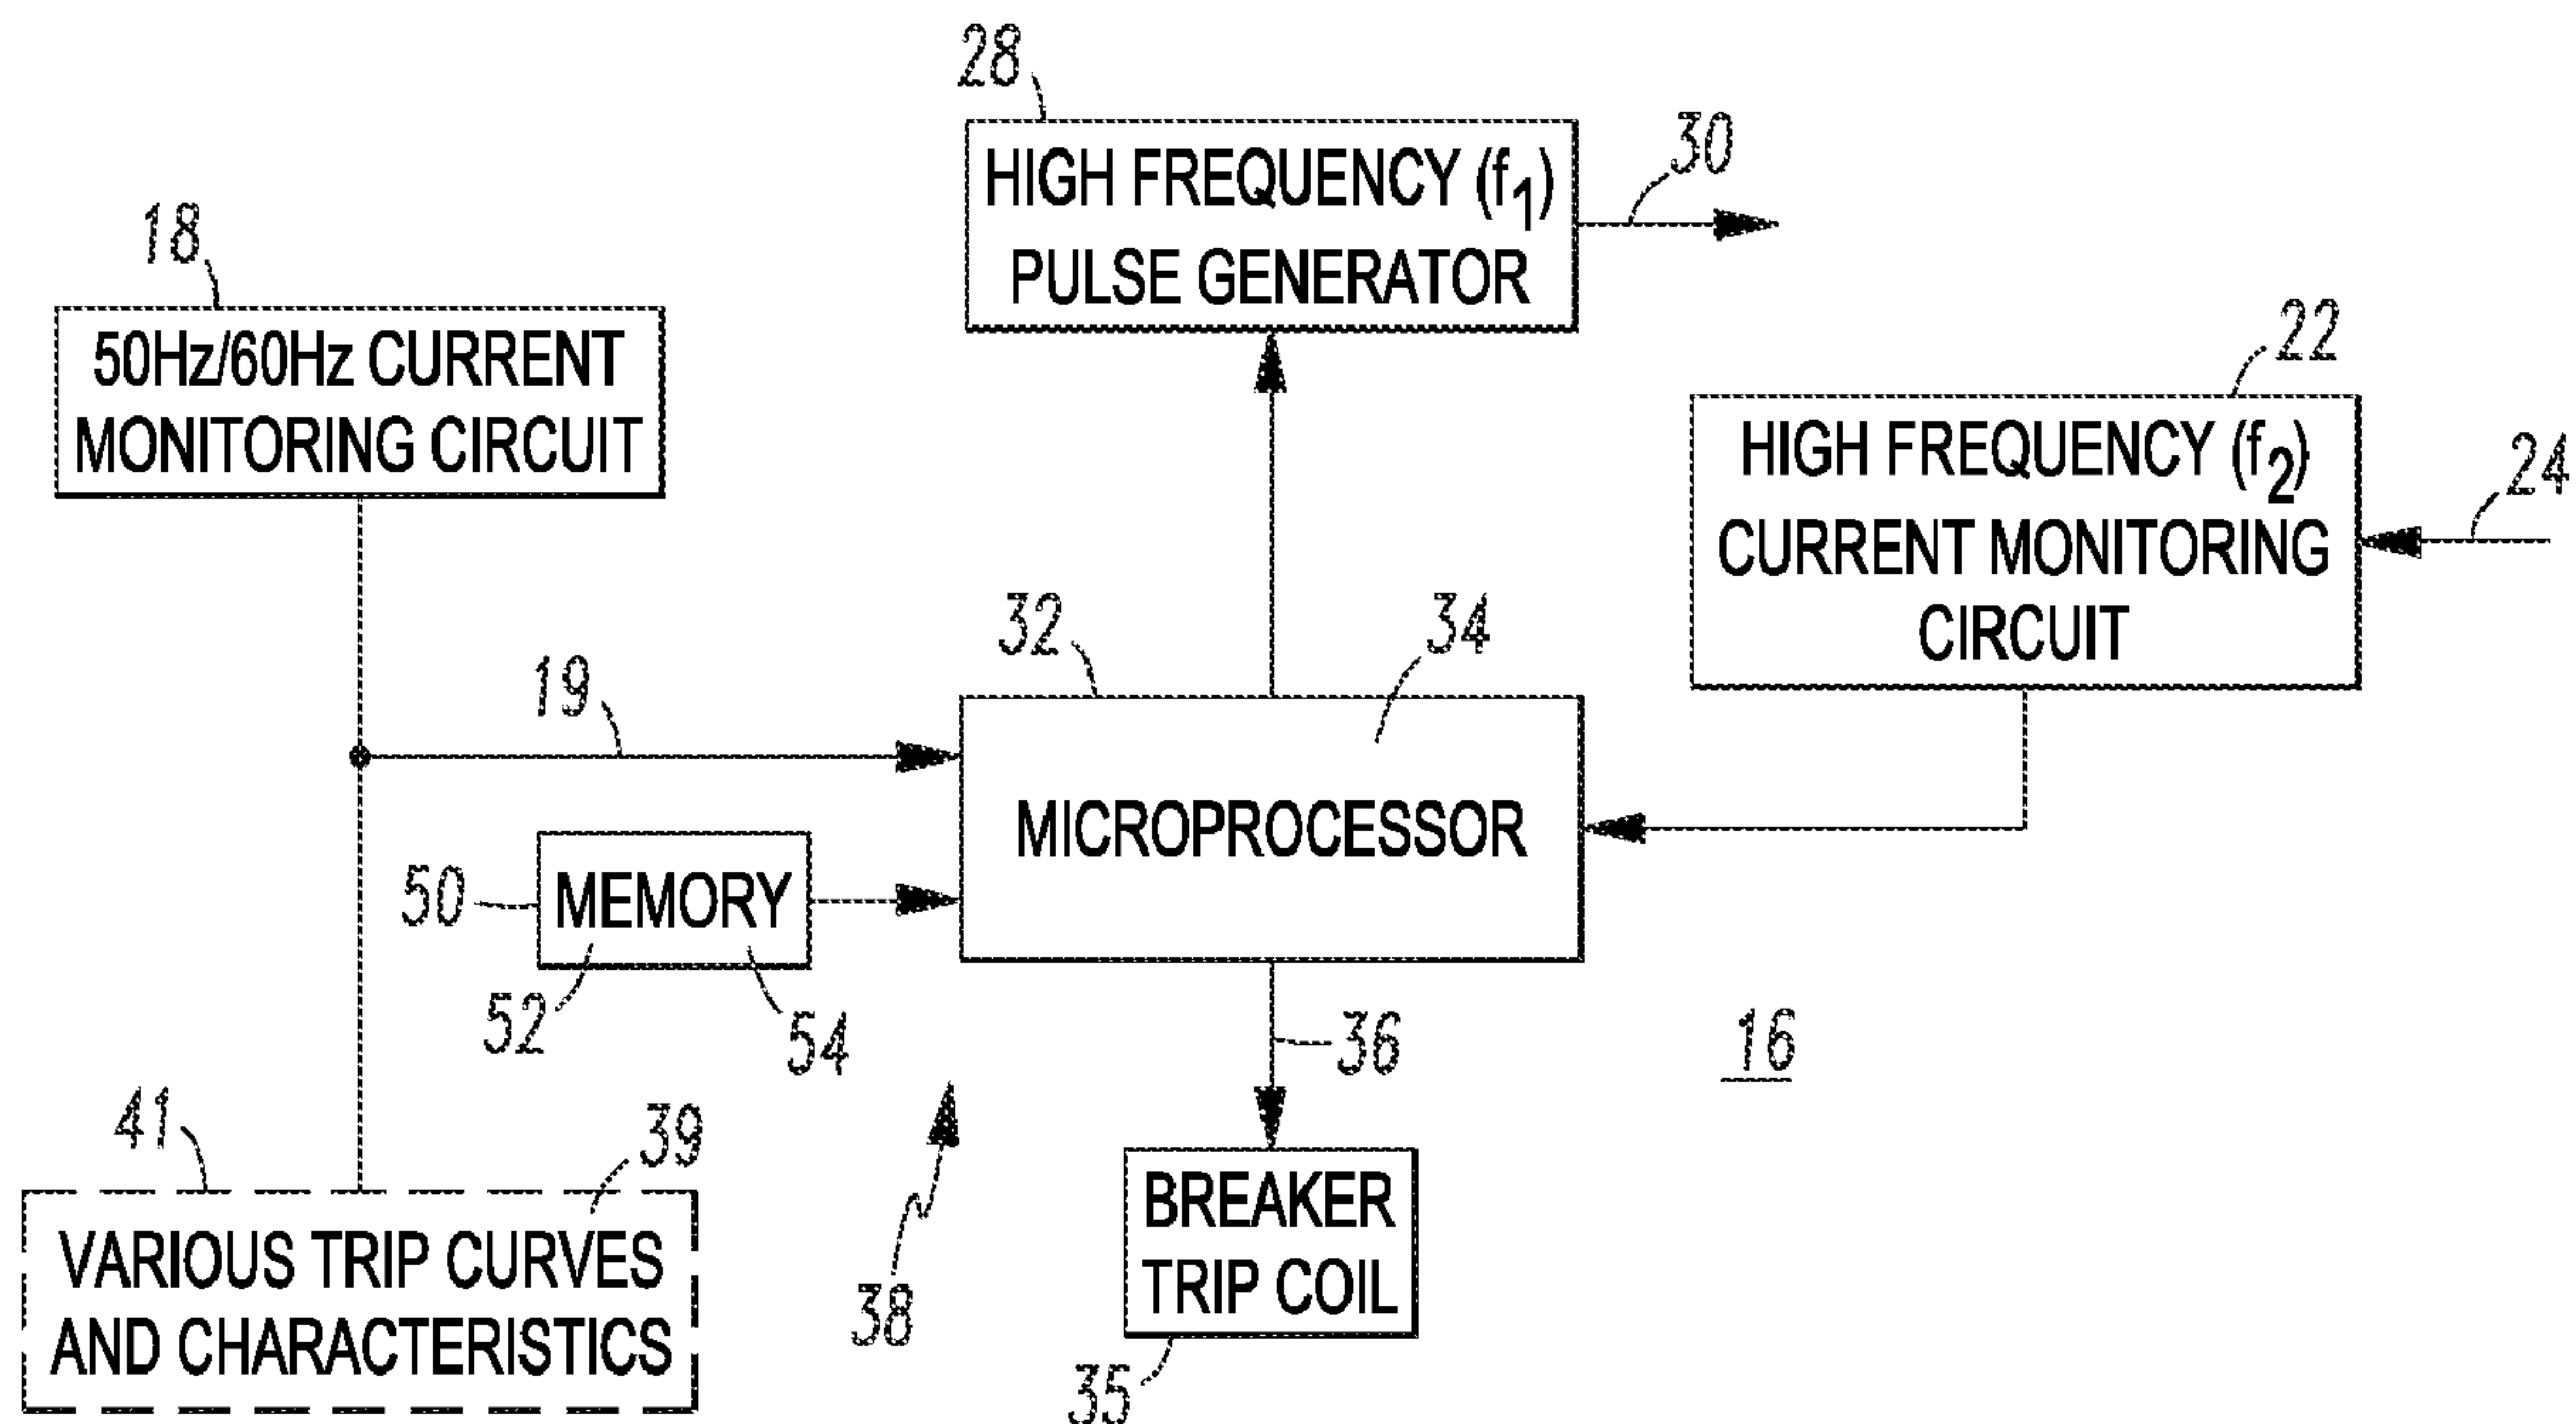 28
HIGH FREQUENCY (f1)
PULSE GENERATOR
30
18
50Hz/60Hz CURRENT
MONITORING CIRCUIT
22
HIGH FREQUENCY (f2)
CURRENT MONITORING
CIRCUIT
24
32
34
19
MICROPROCESSOR
50
MEMORY
52
54
36
16
41
39
VARIOUS TRIP CURVES
AND CHARACTERISTICS
38
BREAKER
TRIP COIL
35